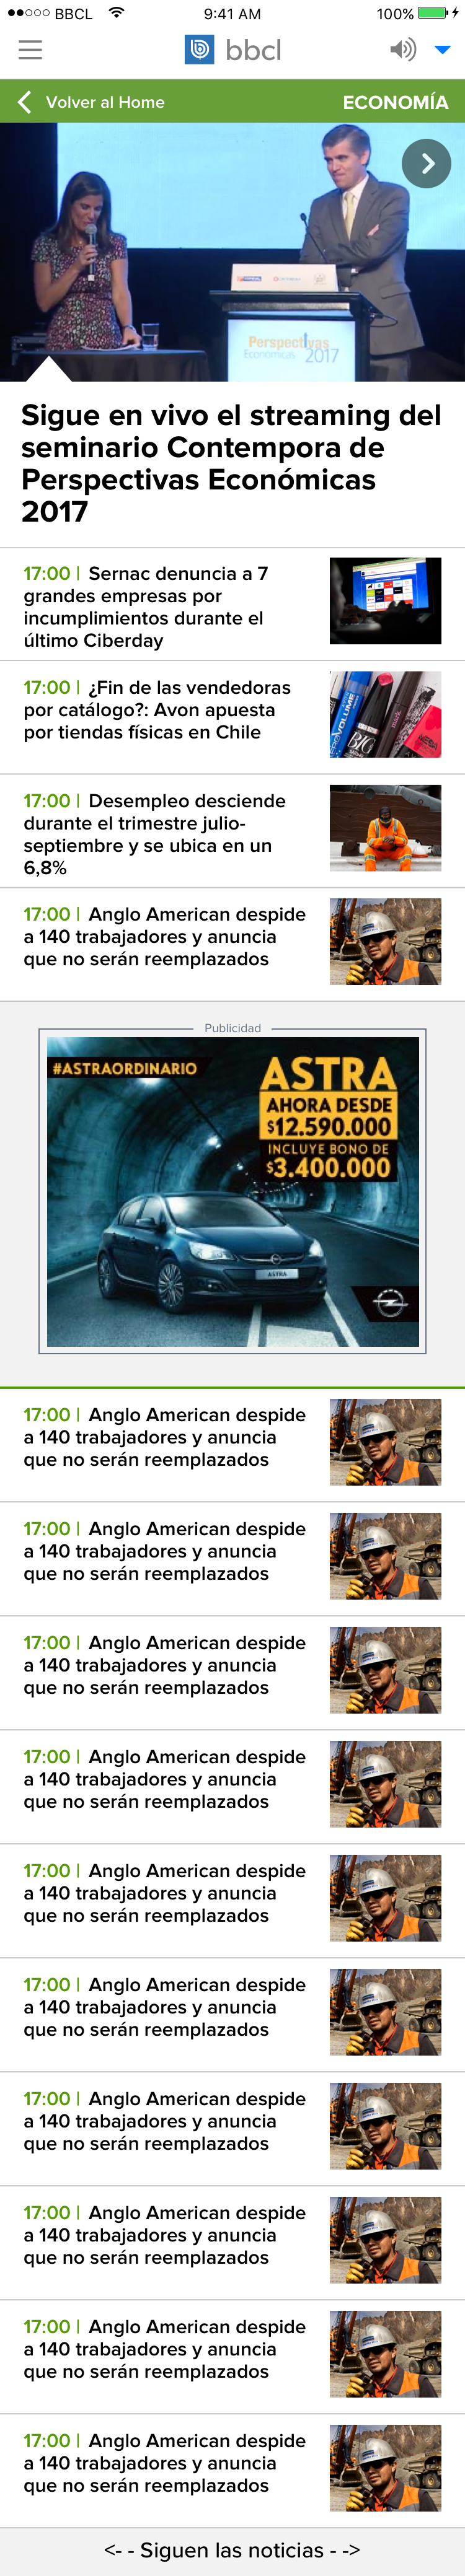 BBCL 9:41 AM 100%
bbcl
Volver al Home ECONOMÍA
Perspectivas
Económicas 2017
Sigue en vivo el streaming del
seminario Contempora de
Perspectivas Económicas
2017
17:00 | Sernac denuncia a 7
grandes empresas por
incumplimientos durante el
último Ciberday
17:00 | ¿Fin de las vendedoras
por catálogo?: Avon apuesta
por tiendas físicas en Chile
VOLUME
BIG
mark.
17:00 | Desempleo desciende
durante el trimestre julio-
septiembre y se ubica en un
6,8%
17:00 | Anglo American despide
a 140 trabajadores y anuncia
que no serán reemplazados
Publicidad
#ASTRAORDINARIO
ASTRA
AHORA DESDE
$12.590.000
INCLUYE BONO DE
$3.400.000
ASTRA
17:00 | Anglo American despide
a 140 trabajadores y anuncia
que no serán reemplazados
17:00 | Anglo American despide
a 140 trabajadores y anuncia
que no serán reemplazados
17:00 | Anglo American despide
a 140 trabajadores y anuncia
que no serán reemplazados
17:00 | Anglo American despide
a 140 trabajadores y anuncia
que no serán reemplazados
17:00 | Anglo American despide
a 140 trabajadores y anuncia
que no serán reemplazados
17:00 | Anglo American despide
a 140 trabajadores y anuncia
que no serán reemplazados
17:00 | Anglo American despide
a 140 trabajadores y anuncia
que no serán reemplazados
17:00 | Anglo American despide
a 140 trabajadores y anuncia
que no serán reemplazados
17:00 | Anglo American despide
a 140 trabajadores y anuncia
que no serán reemplazados
17:00 | Anglo American despide
a 140 trabajadores y anuncia
que no serán reemplazados
<- - Siguen las noticias - ->